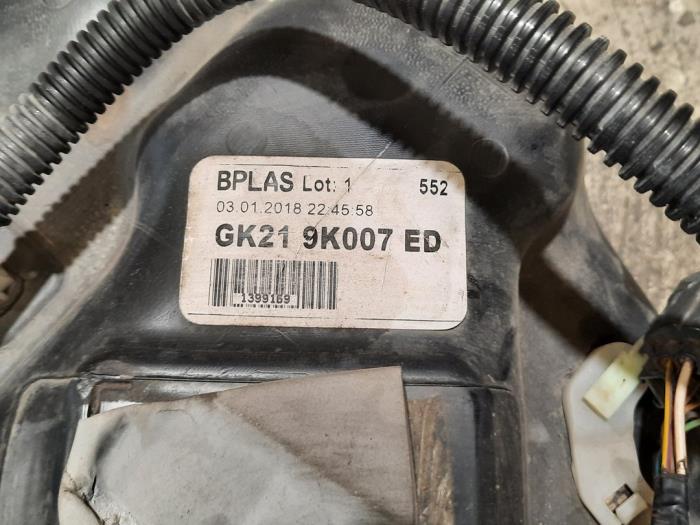 BPLAS Lot: 1 552
03.01.2018 22:45:58
GK21 9K007 ED
1399169